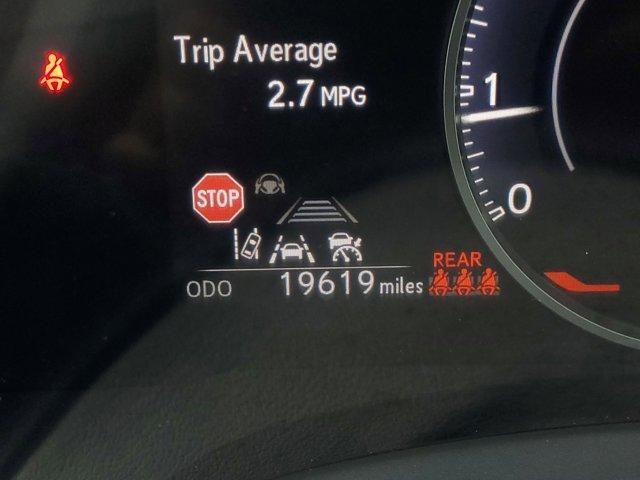 Trip Average
2.7 MPG
1
STOP
0
REAR
ODO 19619 miles